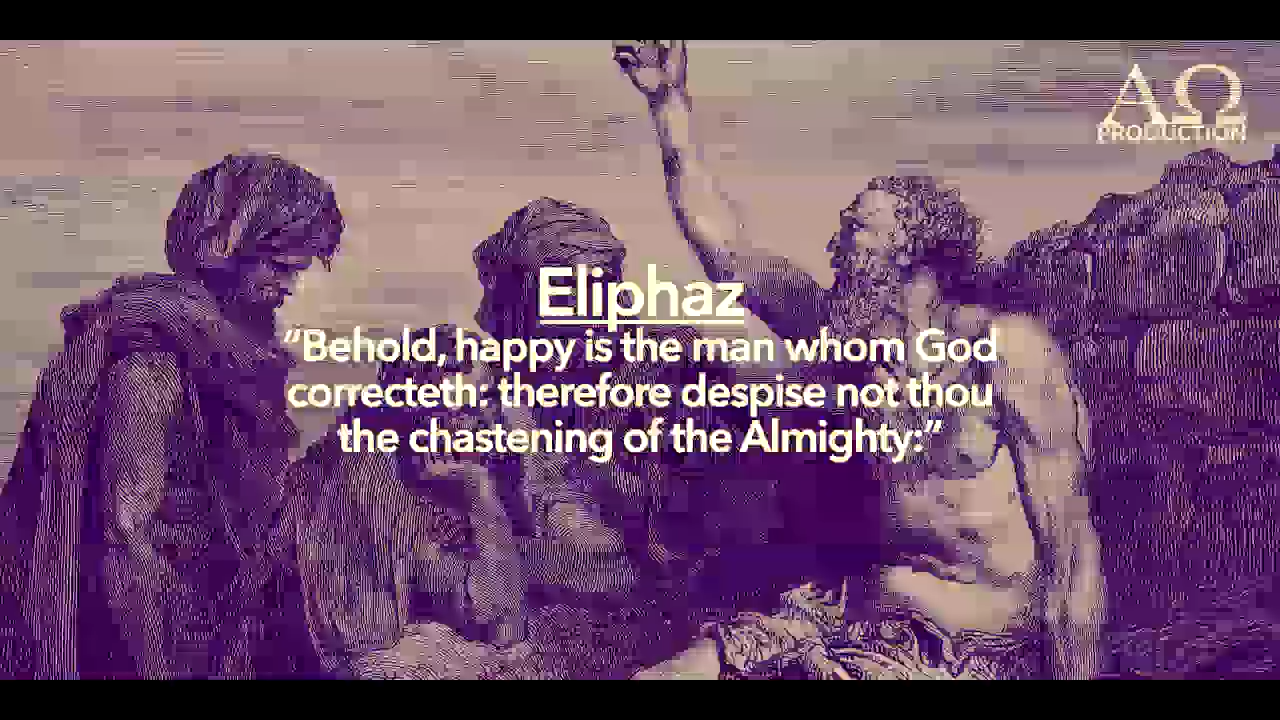 ΑΩ
PRODUCTION
Eliphaz
“Behold, happy is the man whom God
correcteth: therefore despise not thou
the chastening of the Almighty:”